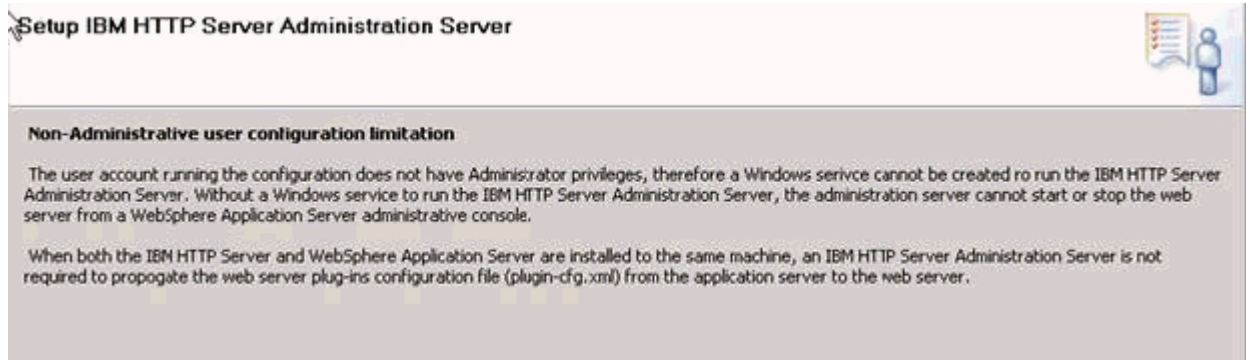 Setup IBM HTTP Server Administration Server
Non-Administrative user configuration limitation
The user account running the configuration does not have Administrator privileges, therefore a Windows serivce cannot be created ro run the IBM HTTP Server
Administration Server. Without a Windows service to run the IBM HTTP Server Administration Server, the administration server cannot start or stop the web
server from a WebSphere Application Server administrative console.
When both the IBM HTTP Server and WebSphere Application Server are installed to the same machine, an IBM HTTP Server Administration Server is not
required to propogate the web server plug-ins configuration file (plugin-cfg.xml) from the application server to the web server.